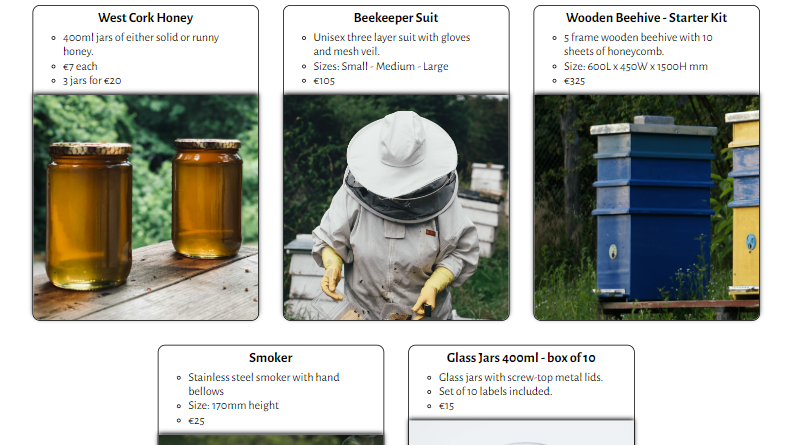 West Cork Honey
400ml jars of either solid or runny
honey.
€7 each
3 jars for €20
Beekeeper Suit
Unisex three layer suit with gloves
and mesh veil.
Sizes: Small - Medium - Large
€105
Wooden Beehive - Starter Kit
5 frame wooden beehive with 10
sheets of honeycomb.
Size: 600L x 450W x 1500H mm
€325
Smoker
Stainless steel smoker with hand
bellows
Size: 170mm height
€25
Glass Jars 400ml - box of 10
Glass jars with screw-top metal lids.
Set of 10 labels included.
€15